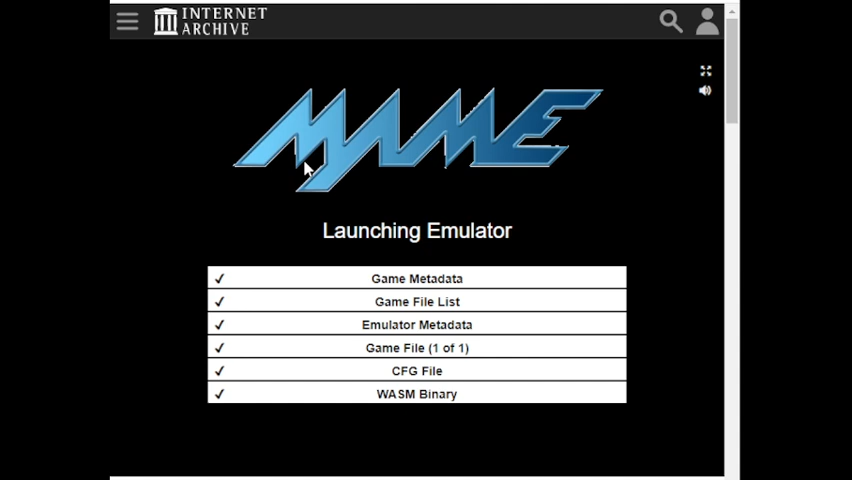 INTERNET
ARCHIVE
MAME
Launching Emulator
✓ Game Metadata
✓ Game File List
✓ Emulator Metadata
✓ Game File (1 of 1)
✓ CFG File
✓ WASM Binary